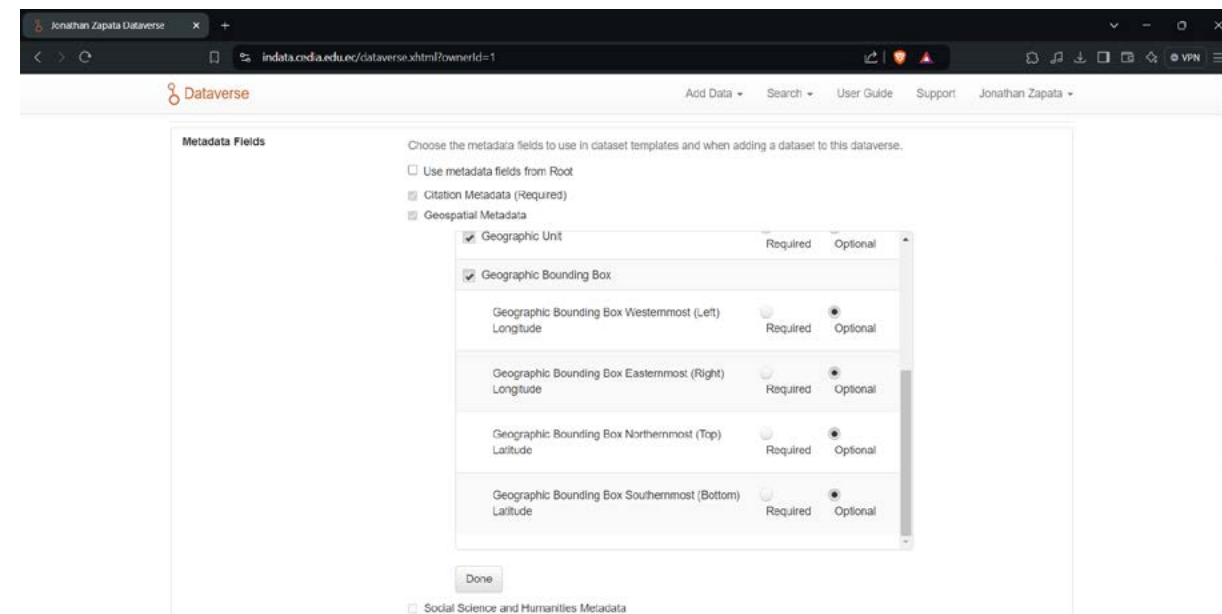 Jonathan Zapata Dataverse
indata.cedia.edu.ec/dataverse.xhtml?ownerId=1
VPN
Dataverse
Add Data
Search
User Guide
Support
Jonathan Zapata
Metadata Fields
Choose the metadata fields to use in dataset templates and when adding a dataset to this dataverse.
Use metadata fields from Root
Citation Metadata (Required)
Geospatial Metadata
Geographic Unit
Required Optional
Geographic Bounding Box
Geographic Bounding Box Westernmost (Left)
Longitude
Required Optional
Geographic Bounding Box Easternmost (Right)
Longitude
Required Optional
Geographic Bounding Box Northernmost (Top)
Latitude
Required Optional
Geographic Bounding Box Southernmost (Bottom)
Latitude
Required Optional
Done
Social Science and Humanities Metadata